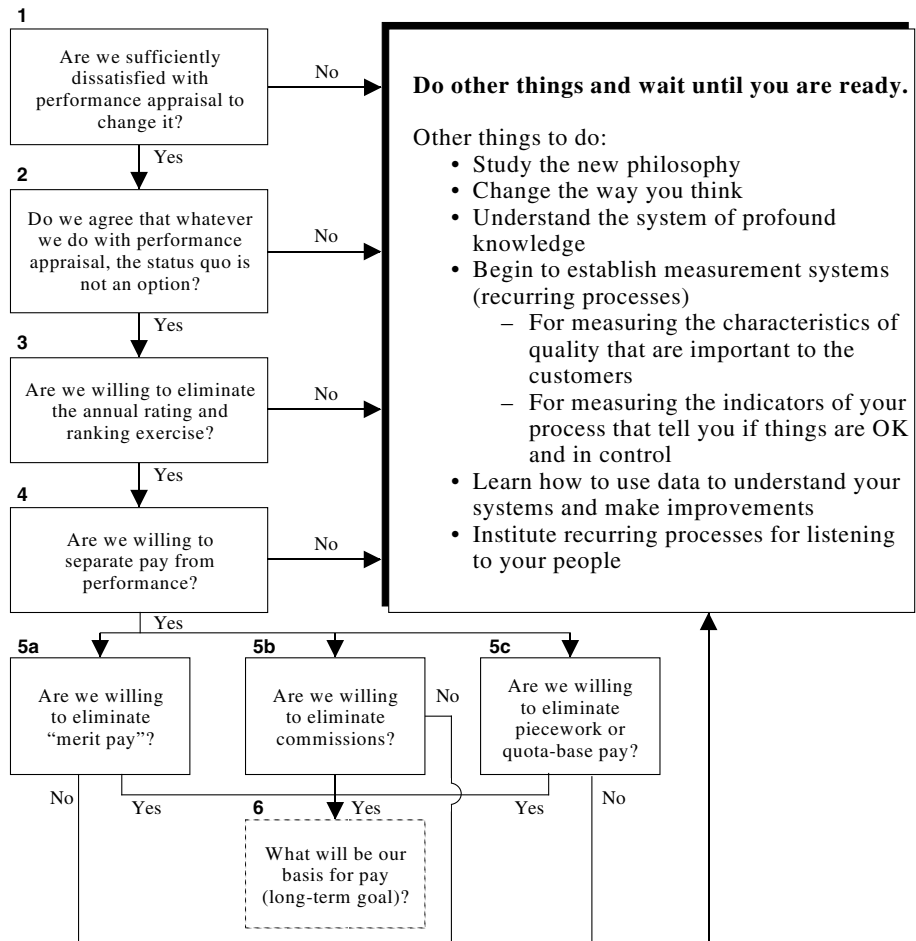 1
Are we sufficiently
dissatisfied with
performance appraisal to
change it?
No
Yes
2
Do we agree that whatever
we do with performance
appraisal, the status quo is
not an option?
No
Yes
3
Are we willing to eliminate
the annual rating and
ranking exercise?
No
Yes
4
Are we willing to
separate pay from
performance?
No
Yes
Do other things and wait until you are ready.
Other things to do:
• Study the new philosophy
• Change the way you think
• Understand the system of profound
knowledge
• Begin to establish measurement systems
(recurring processes)
– For measuring the characteristics of
quality that are important to the
customers
– For measuring the indicators of your
process that tell you if things are OK
and in control
• Learn how to use data to understand your
systems and make improvements
• Institute recurring processes for listening
to your people
5a
Are we willing
to eliminate
“merit pay”?
No
Yes
5b
Are we willing
to eliminate
commissions?
No
Yes
5c
Are we willing
to eliminate
piecework or
quota-base pay?
Yes
No
6
What will be our
basis for pay
(long-term goal)?